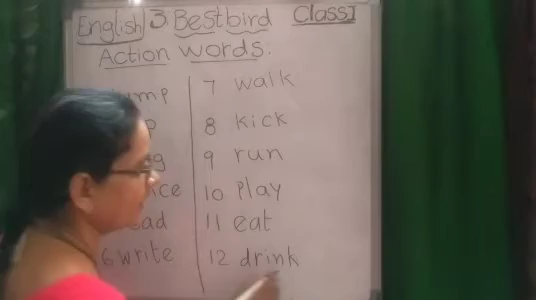 English 3 Bestbird Class I
Action words:
7 walk
8 kick
9 run
10 Play
11 eat
6 write
12 drink